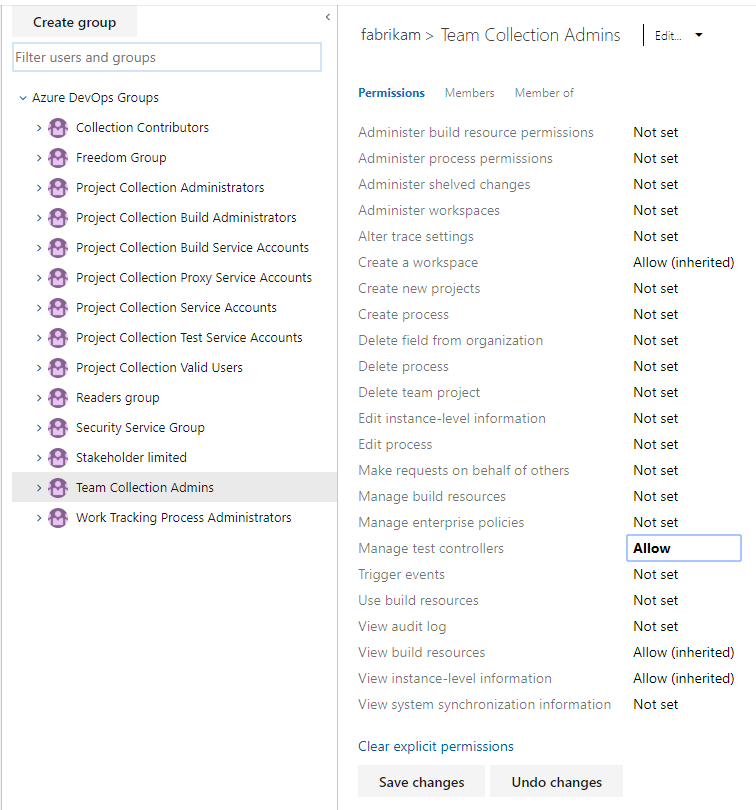 Create group
Filter users and groups
Azure DevOps Groups
Collection Contributors
Freedom Group
Project Collection Administrators
Project Collection Build Administrators
Project Collection Build Service Accounts
Project Collection Proxy Service Accounts
Project Collection Service Accounts
Project Collection Test Service Accounts
Project Collection Valid Users
Readers group
Security Service Group
Stakeholder limited
Team Collection Admins
Work Tracking Process Administrators
fabrikam > Team Collection Admins Edit...
Permissions Members Member of
Administer build resource permissions Not set
Administer process permissions Not set
Administer shelved changes Not set
Administer workspaces Not set
Alter trace settings Not set
Create a workspace Allow (inherited)
Create new projects Not set
Create process Not set
Delete field from organization Not set
Delete process Not set
Delete team project Not set
Edit instance-level information Not set
Edit process Not set
Make requests on behalf of others Not set
Manage build resources Not set
Manage enterprise policies Not set
Manage test controllers Allow
Trigger events Not set
Use build resources Not set
View audit log Not set
View build resources Allow (inherited)
View instance-level information Allow (inherited)
View system synchronization information Not set
Clear explicit permissions
Save changes Undo changes